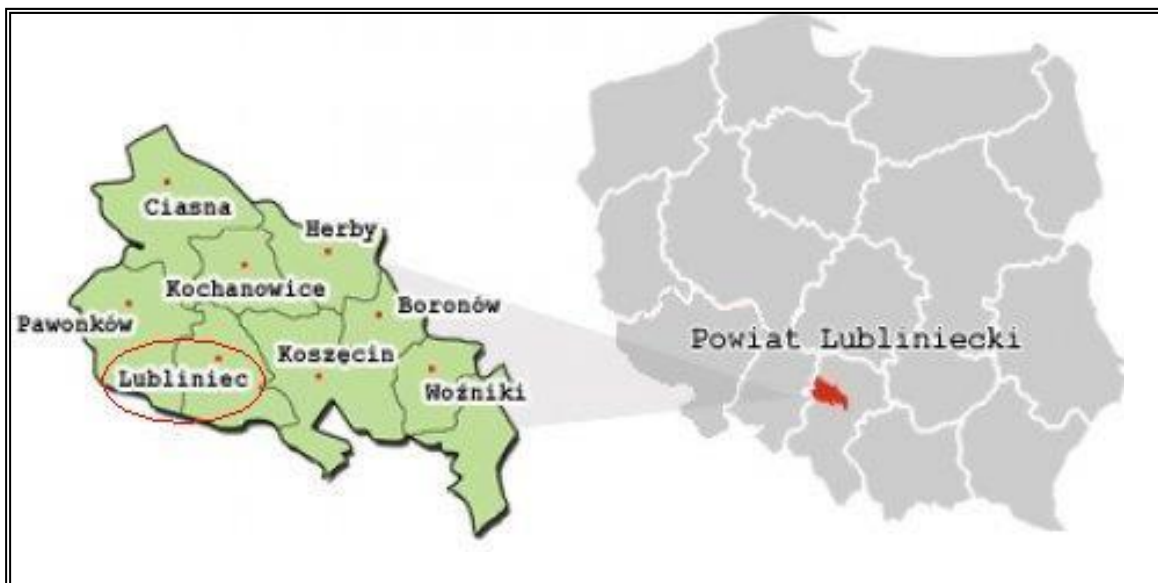 Ciasna
Herby
Kochanowice
Boronów
Pawonków
Koszęcin
Lubliniec
Woźniki
Powiat Lubliniecki